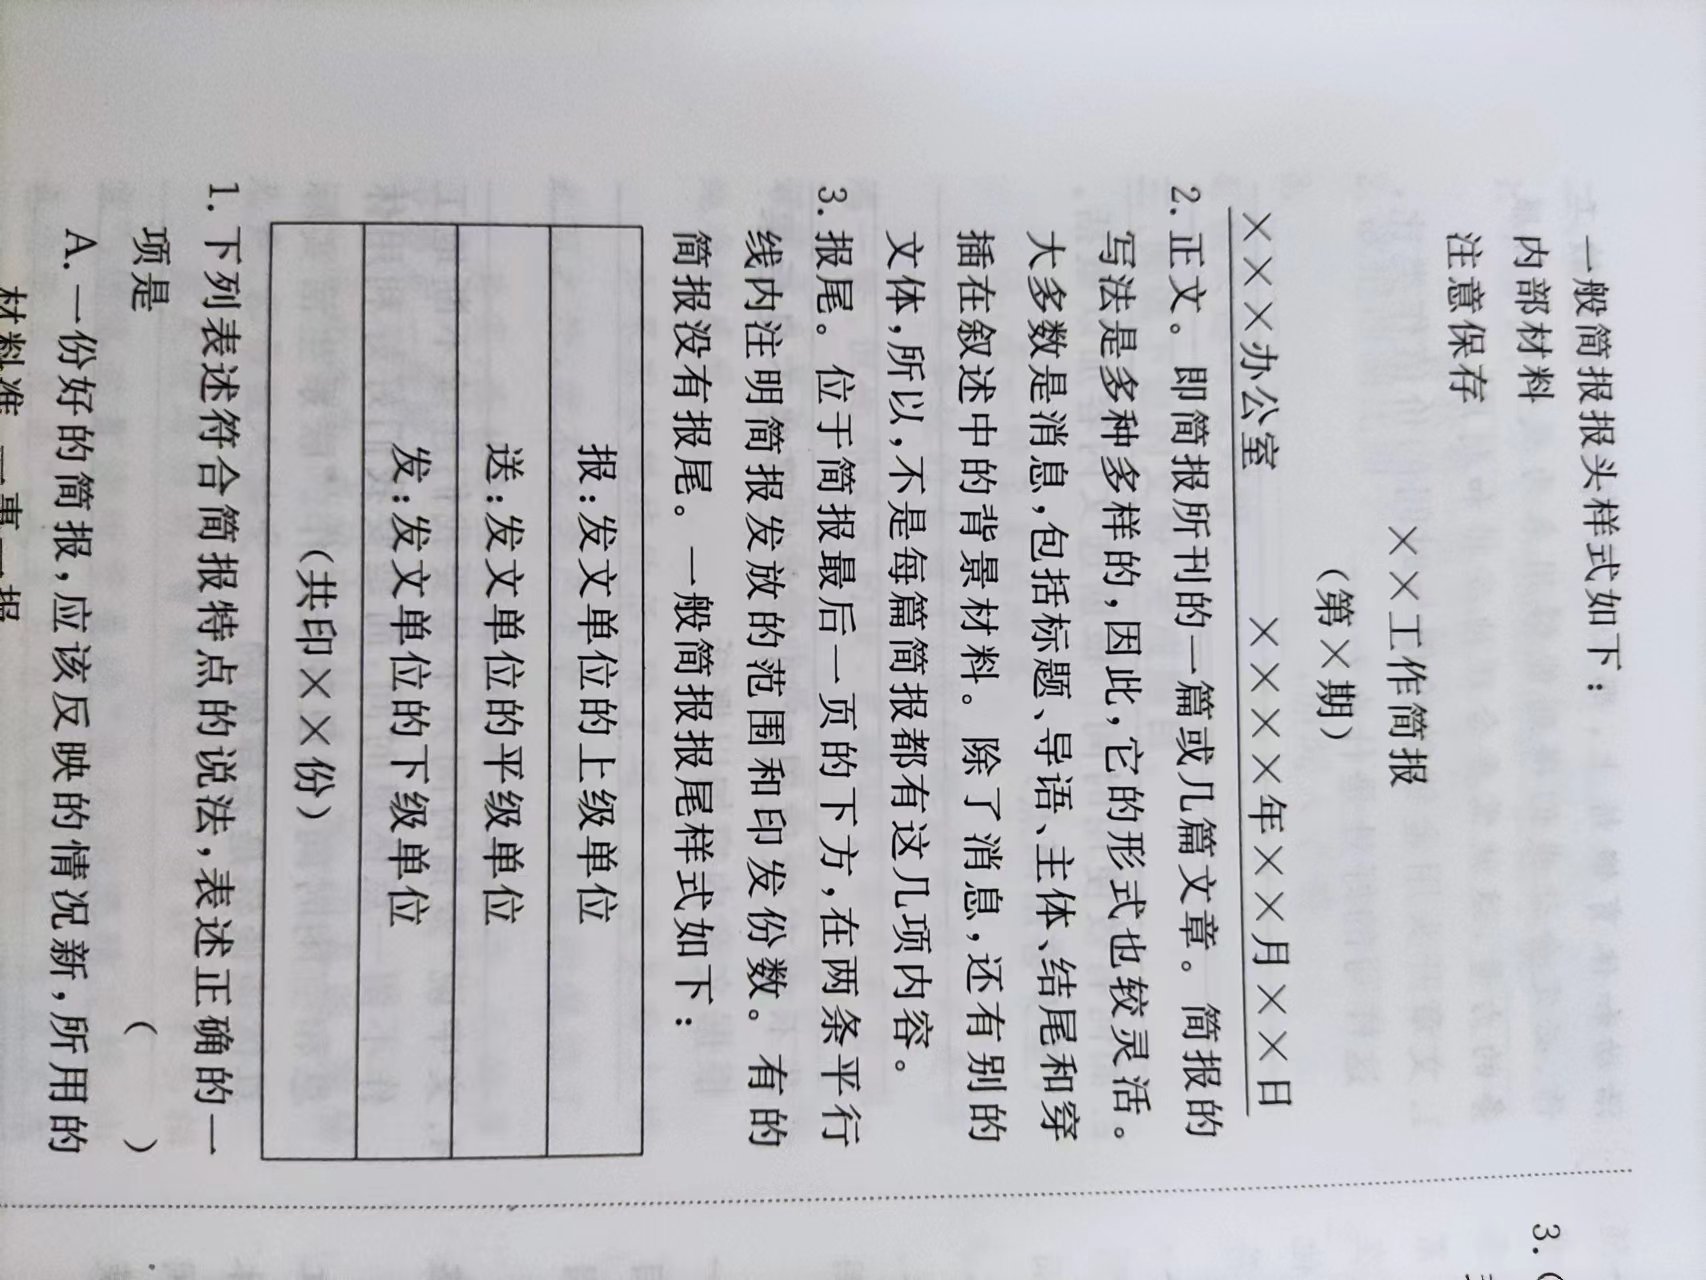 一般简报报头样式如下：
内部材料
注意保存
××工作简报
（第×期）
×××办公室 ××××年××月××日
2. 正文。即简报所刊的一篇或几篇文章。简报的
写法是多种多样的，因此，它的形式也较灵活。
大多数是消息，包括标题、导语、主体、结尾和穿
插在叙述中的背景材料。除了消息，还有别的
文体，所以，不是每篇简报都有这几项内容。
3. 报尾。位于简报最后一页的下方，在两条平行
线内注明简报发放的范围和印发份数。有的
简报没有报尾。一般简报报尾样式如下：
报：发文单位的上级单位
送：发文单位的平级单位
发：发文单位的下级单位
（共印××份）
1. 下列表述符合简报特点的说法，表述正确的一
项是 （ ）
A. 一份好的简报，应该反映的情况新，所用的
材料准，一事一报
3.